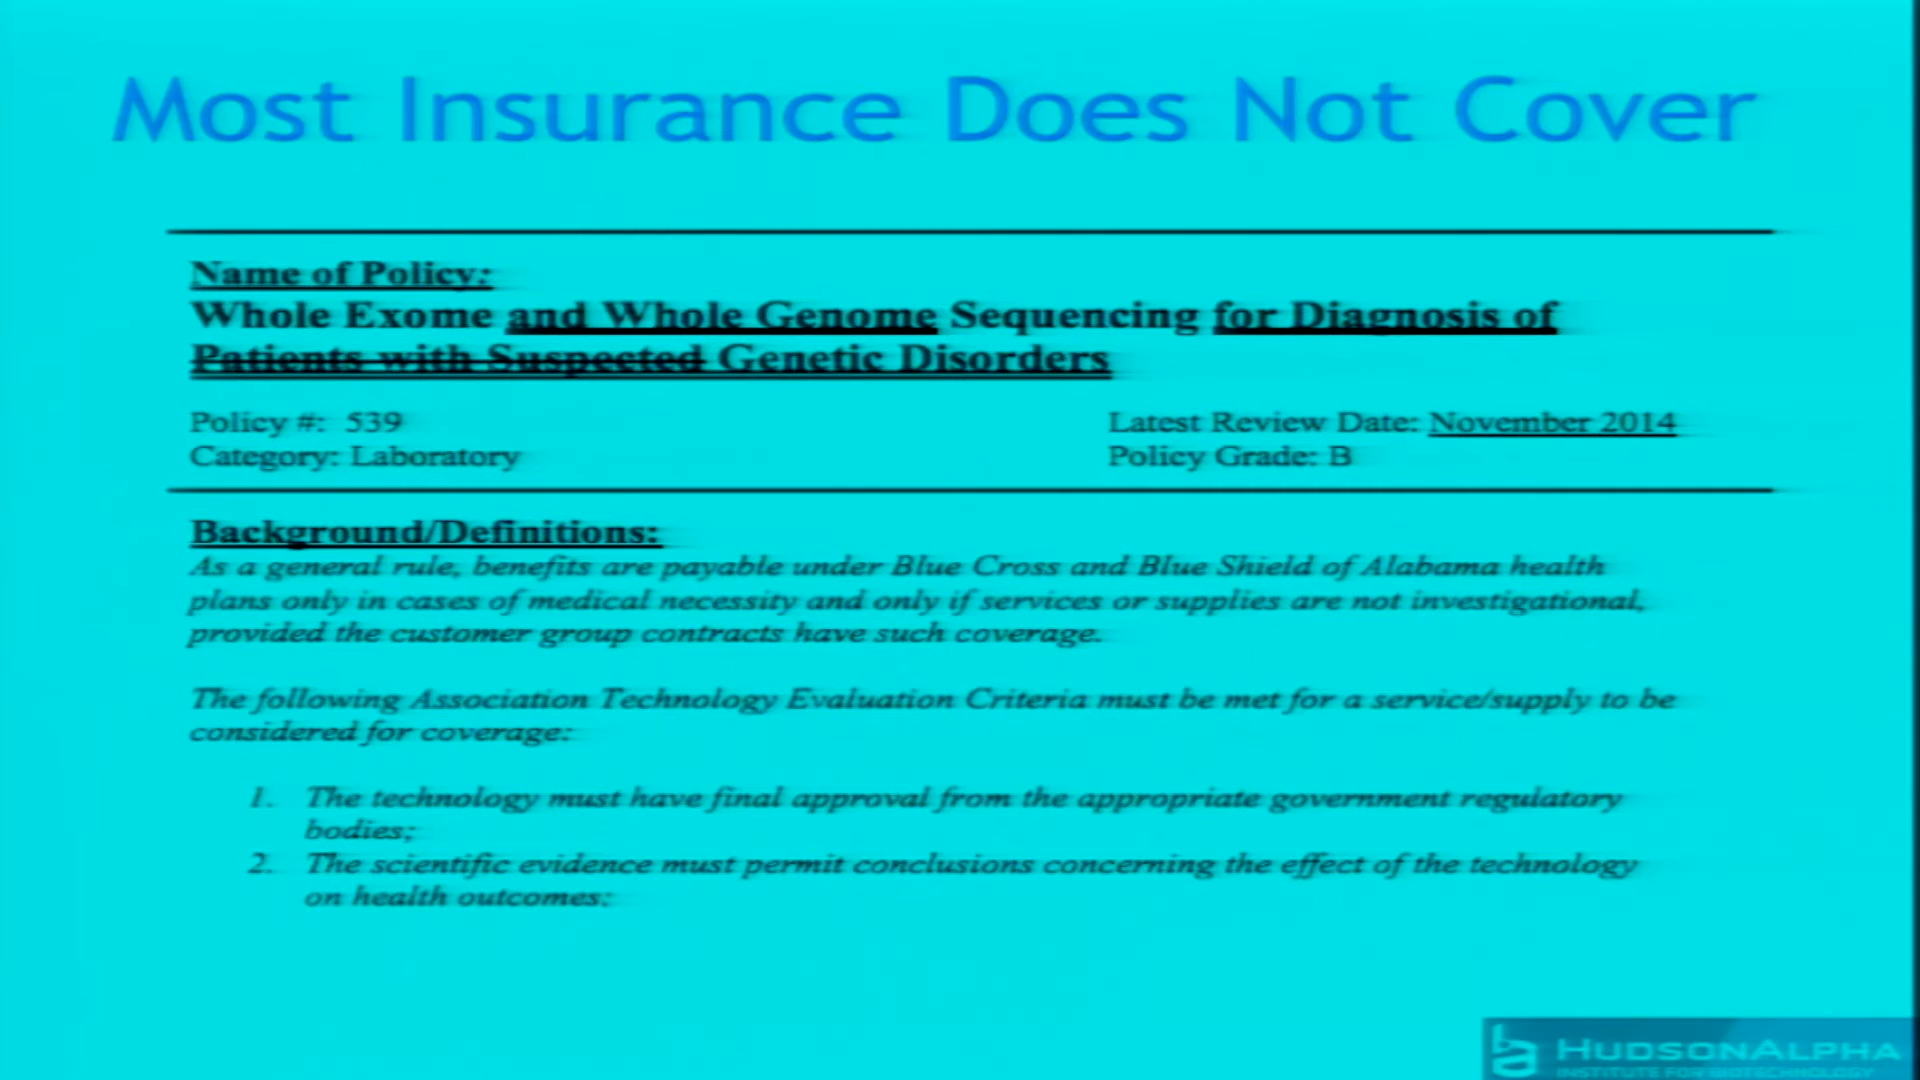 Most Insurance Does Not Cover
Name of Policy:
Whole Exome and Whole Genome Sequencing for Diagnosis of
Patients with Suspected Genetic Disorders
Policy #: 539
Latest Review Date: November 2014
Category: Laboratory
Policy Grade: B
Background/Definitions:
As a general rule, benefits are payable under Blue Cross and Blue Shield of Alabama health
plans only in cases of medical necessity and only if services or supplies are not investigational,
provided the customer group contracts have such coverage.
The following Association Technology Evaluation Criteria must be met for a service/supply to be
considered for coverage:
1. The technology must have final approval from the appropriate government regulatory
bodies;
2. The scientific evidence must permit conclusions concerning the effect of the technology
on health outcomes;
HUDSONALPHA
INSTITUTE FOR BIOTECHNOLOGY